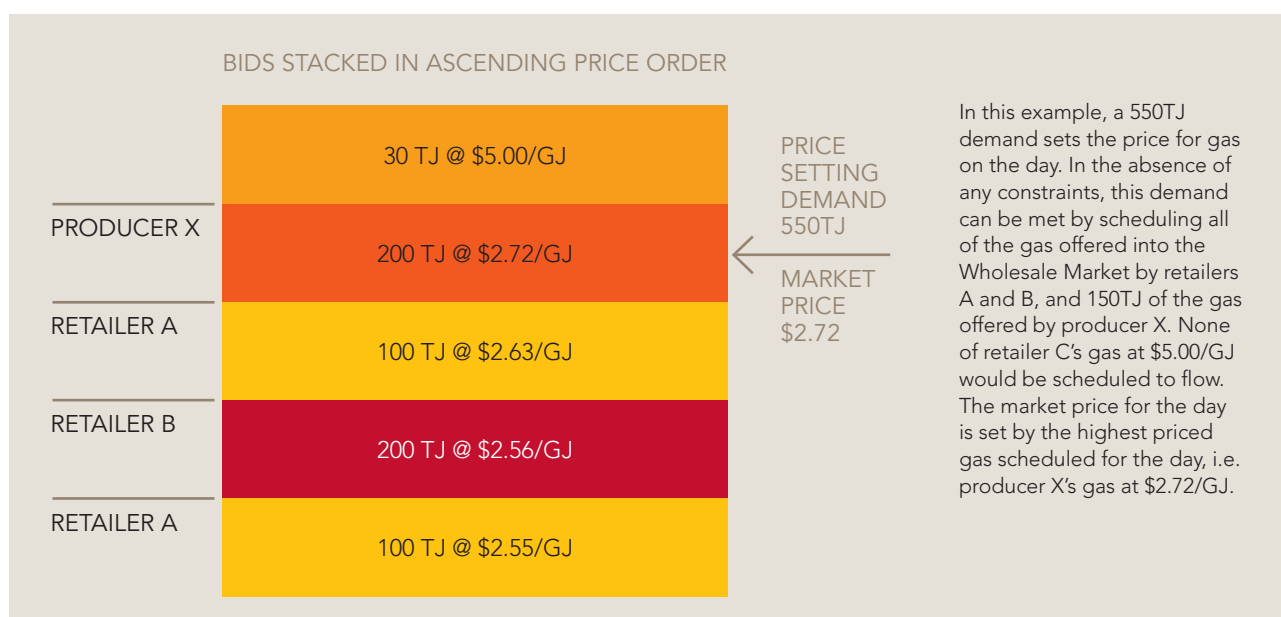 BIDS STACKED IN ASCENDING PRICE ORDER
30 TJ @ $5.00/GJ
PRODUCER X
200 TJ @ $2.72/GJ
RETAILER A
100 TJ @ $2.63/GJ
RETAILER B
200 TJ @ $2.56/GJ
RETAILER A
100 TJ @ $2.55/GJ
PRICE
SETTING
DEMAND
550TJ
MARKET
PRICE
$2.72
In this example, a 550TJ
demand sets the price for gas
on the day. In the absence of
any constraints, this demand
can be met by scheduling all
of the gas offered into the
Wholesale Market by retailers
A and B, and 150TJ of the gas
offered by producer X. None
of retailer C’s gas at $5.00/GJ
would be scheduled to flow.
The market price for the day
is set by the highest priced
gas scheduled for the day, i.e.
producer X’s gas at $2.72/GJ.